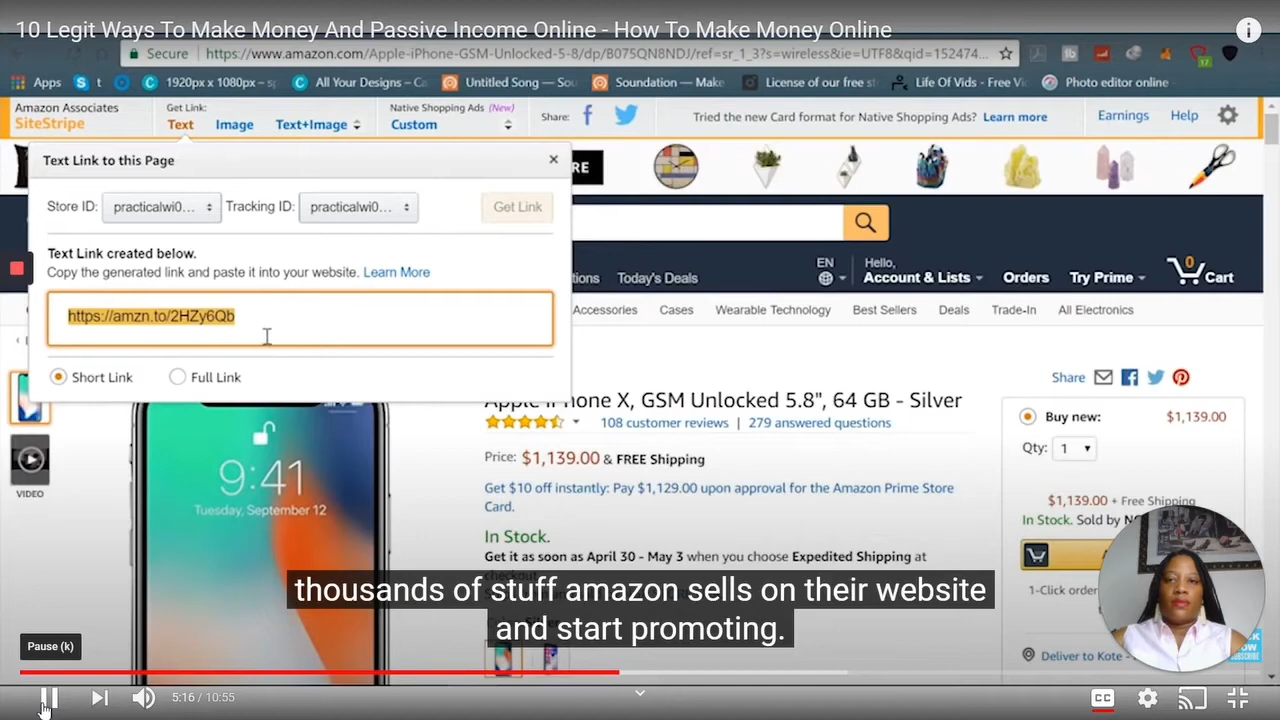 10 Legit Ways To Make Money And Passive Income Online - How To Make Money Online
Secure https://www.amazon.com/Apple-iPhone-GSM-Unlocked-5-8/dp/B075QN8NDJ/ref=sr_1_3?s=wireless&ie=UTF8&qid=152474...
Apps t 1920px x 1080px – All Your Designs – Ca Untitled Song – Sou Soundation – Make License of our free s Life Of Vids – Free Vi Photo editor online
17
Amazon Associates
SiteStripe
Get Link:
Text Image Text+Image
Native Shopping Ads (New)
Custom
Share:
Tried the new Card format for Native Shopping Ads? Learn more
Earnings Help
Text Link to this Page
RE
Store ID: practicalwi0... Tracking ID: practicalwi0... Get Link
Text Link created below.
Copy the generated link and paste it into your website. Learn More
https://amzn.to/2HZy6Qb
Short Link Full Link
Today's Deals
EN
Hello,
Account & Lists
Orders
Try Prime
0
Cart
Accessories Cases Wearable Technology Best Sellers Deals Trade-In All Electronics
Share
Apple iPhone X, GSM Unlocked 5.8", 64 GB - Silver
108 customer reviews | 279 answered questions
Price: $1,139.00 & FREE Shipping
Get $10 off instantly: Pay $1,129.00 upon approval for the Amazon Prime Store
Card.
In Stock.
Get it as soon as April 30 - May 3 when you choose Expedited Shipping at
Buy new: $1,139.00
Qty: 1
$1,139.00 + Free Shipping
In Stock. Sold by
1-Click order
Deliver to Kote -
VIDEO
9:41
Tuesday, September 12
thousands of stuff amazon sells on their website
and start promoting.
SUBSCRIBE
Pause (k)
5:16 / 10:55
CC